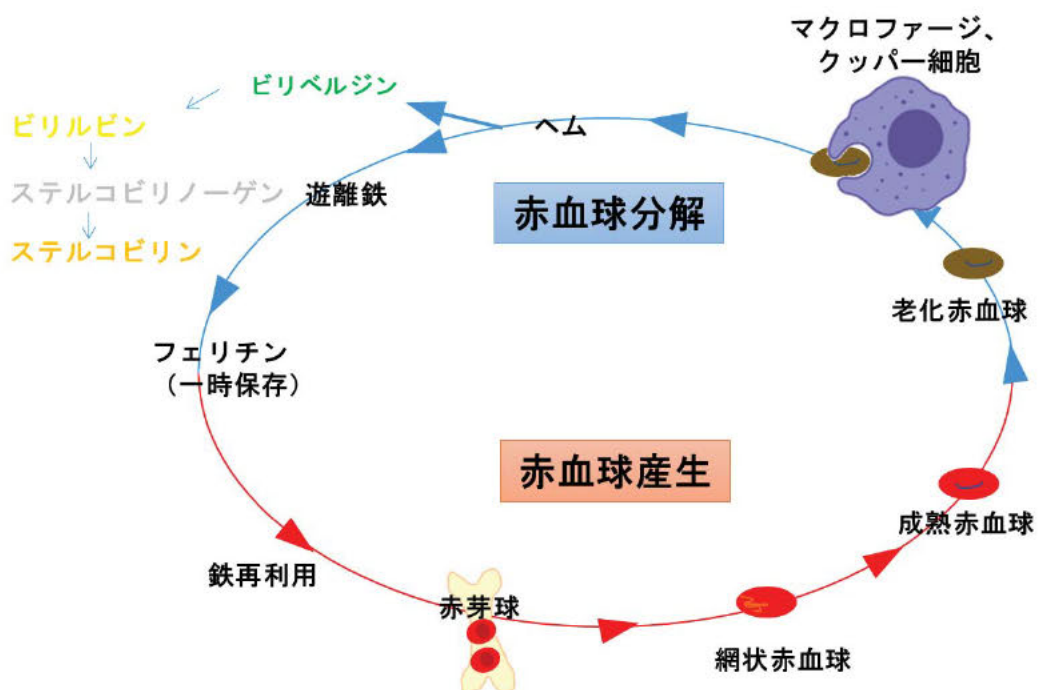 マクロファージ、
クッパー細胞
ビリベルジン
ヘム
ビリルビン
ステルコビリノーゲン
遊離鉄
赤血球分解
ステルコビリン
老化赤血球
フェリチン
（一時保存）
赤血球産生
成熟赤血球
鉄再利用
赤芽球
網状赤血球